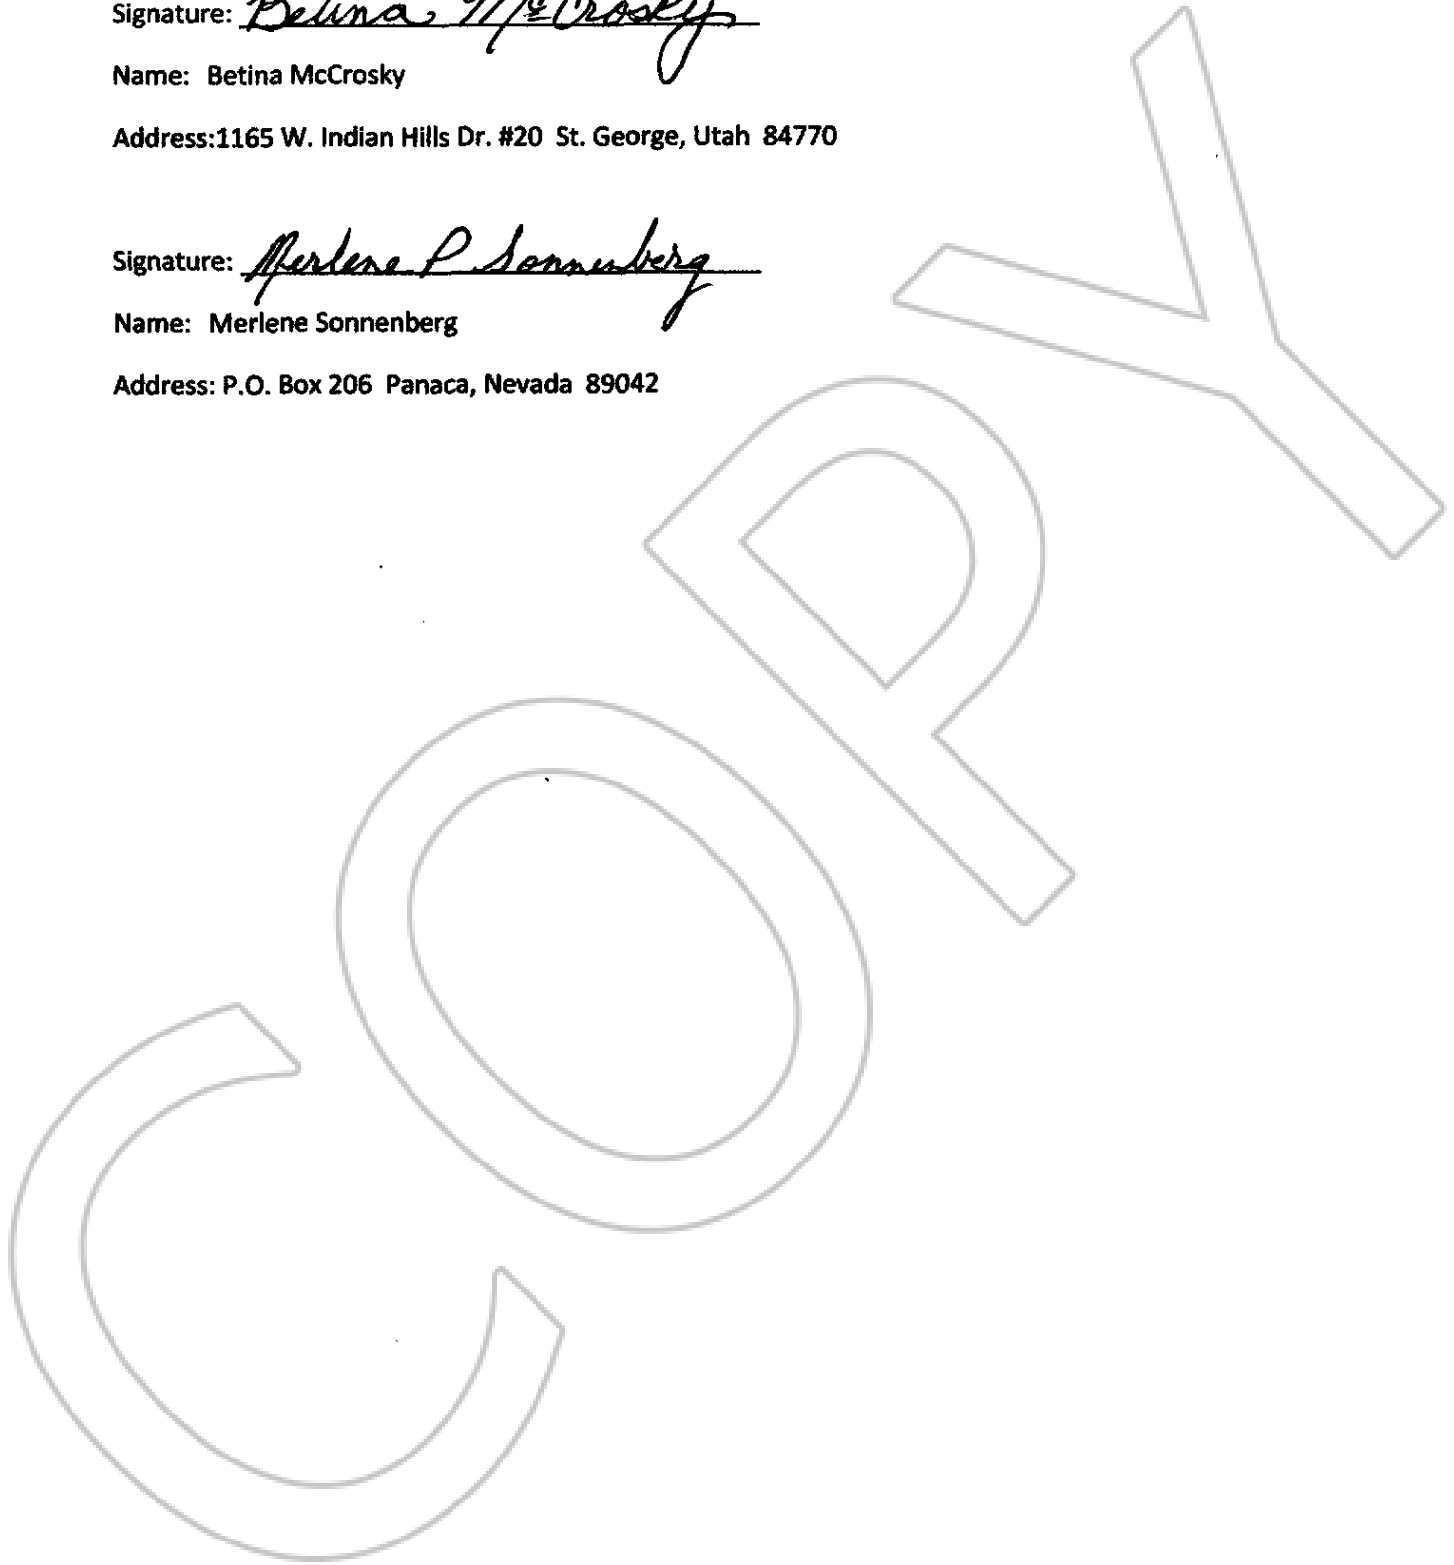 Signature: Betina McCrosky
Name: Betina McCrosky
Address:1165 W. Indian Hills Dr. #20 St. George, Utah 84770
Signature: Merlene P Sonnenberg
Name: Merlene Sonnenberg
Address: P.O. Box 206 Panaca, Nevada 89042
COPY